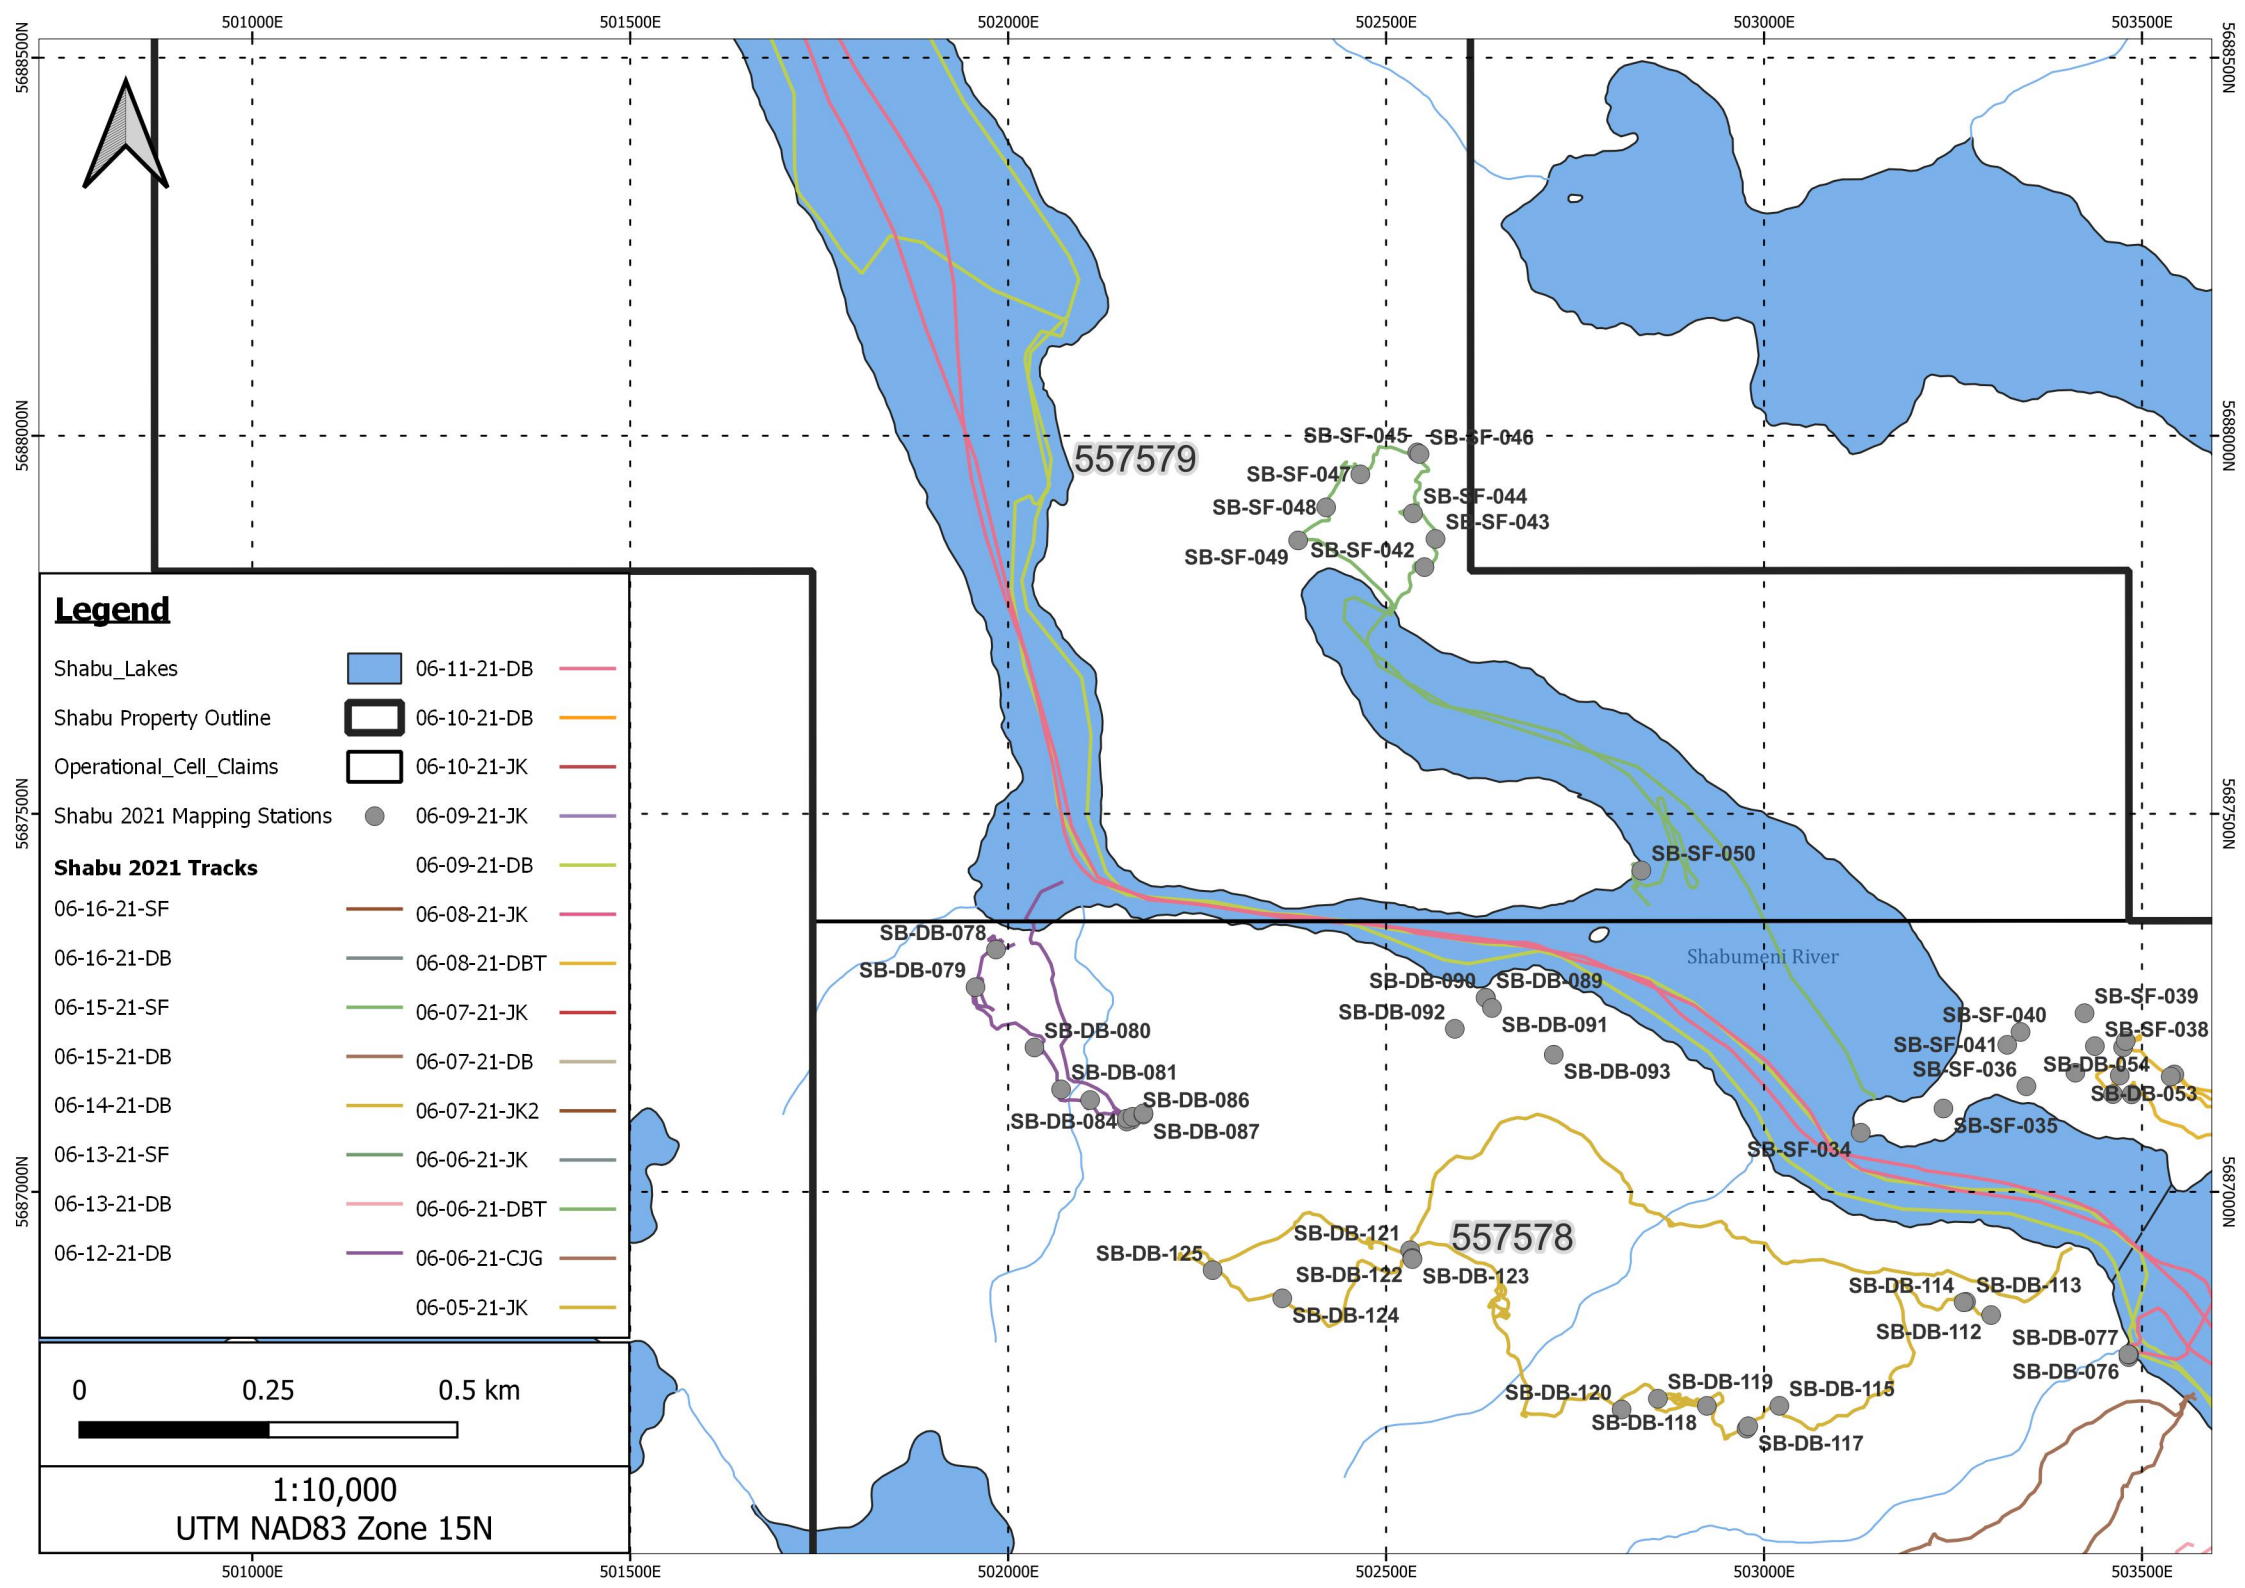 501000E 501500E 502000E 502500E 503000E 503500E
5688500N 5688500N
5688000N 5688000N
5687500N 5687500N
5687000N 5687000N
557579
SB-SF-045 SB-SF-046
SB-SF-047
SB-SF-048 SB-SF-044
SB-SF-043
SB-SF-049 SB-SF-042
SB-SF-050
Shabumeni River
SB-DB-078
SB-DB-079
SB-DB-090 SB-DB-089
SB-DB-092 SB-DB-091
SB-DB-093
SB-SF-039
SB-SF-040
SB-SF-038
SB-SF-041
SB-DB-054
SB-SF-036
SB-DB-053
SB-SF-035
SB-SF-034
SB-DB-080
SB-DB-081
SB-DB-086
SB-DB-084
SB-DB-087
557578
SB-DB-121
SB-DB-125
SB-DB-122 SB-DB-123
SB-DB-124
SB-DB-114 SB-DB-113
SB-DB-112
SB-DB-077
SB-DB-076
SB-DB-120 SB-DB-119 SB-DB-115
SB-DB-118
SB-DB-117
Legend
Shabu_Lakes
Shabu Property Outline
Operational_Cell_Claims
Shabu 2021 Mapping Stations
Shabu 2021 Tracks
06-16-21-SF
06-16-21-DB
06-15-21-SF
06-15-21-DB
06-14-21-DB
06-13-21-SF
06-13-21-DB
06-12-21-DB
06-11-21-DB
06-10-21-DB
06-10-21-JK
06-09-21-JK
06-09-21-DB
06-08-21-JK
06-08-21-DBT
06-07-21-JK
06-07-21-DB
06-07-21-JK2
06-06-21-JK
06-06-21-DBT
06-06-21-CJG
06-05-21-JK
0 0.25 0.5 km
1:10,000
UTM NAD83 Zone 15N
501000E 501500E 502000E 502500E 503000E 503500E